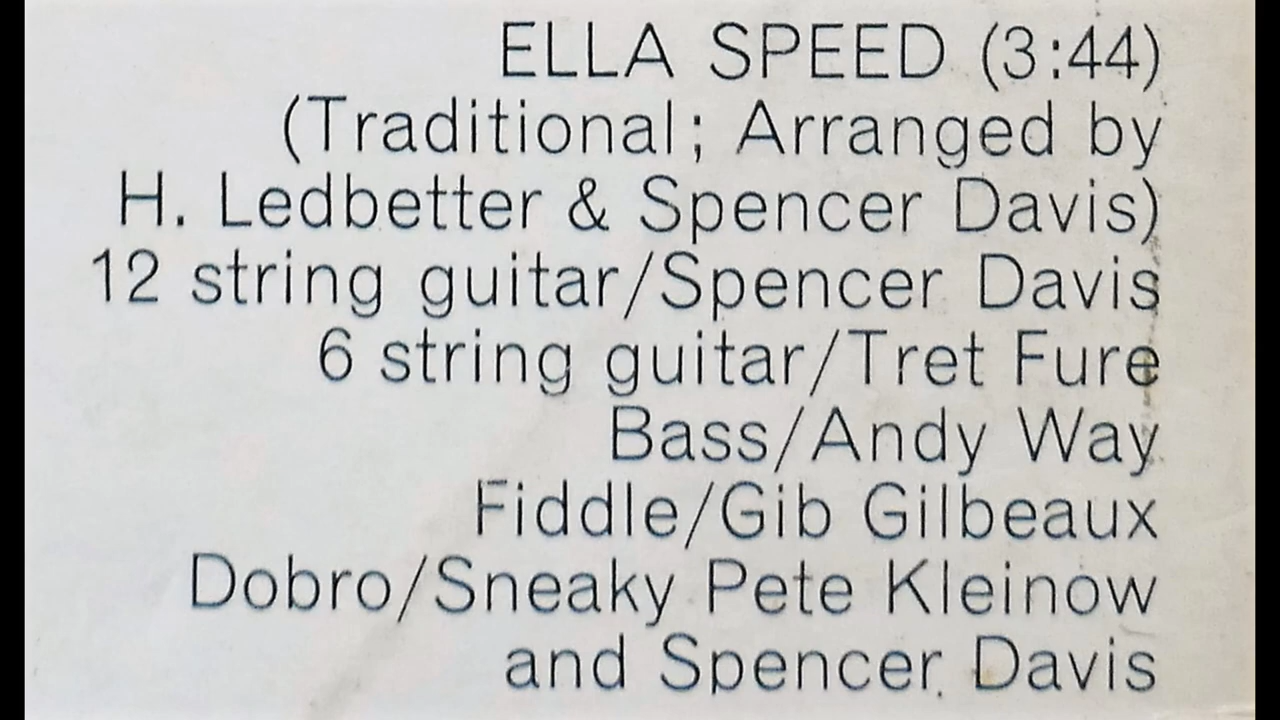 ELLA SPEED (3:44)
(Traditional; Arranged by
H. Ledbetter & Spencer Davis)
12 string guitar/Spencer Davis
6 string guitar/Tret Fure
Bass/Andy Way
Fiddle/Gib Gilbeaux
Dobro/Sneaky Pete Kleinow
and Spencer Davis